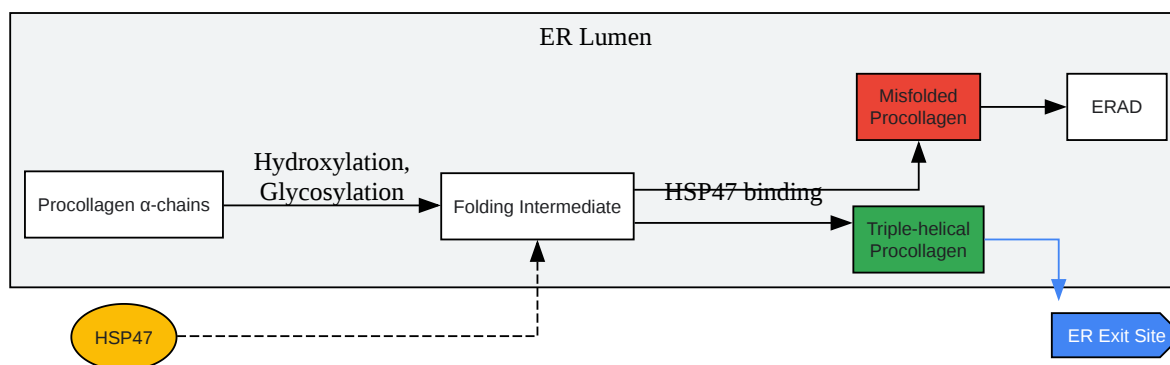 ER Lumen
Misfolded
Procollagen
ERAD
Hydroxylation,
Glycosylation
Procollagen α-chains
Folding Intermediate
HSP47 binding
Triple-helical
Procollagen
HSP47
ER Exit Site